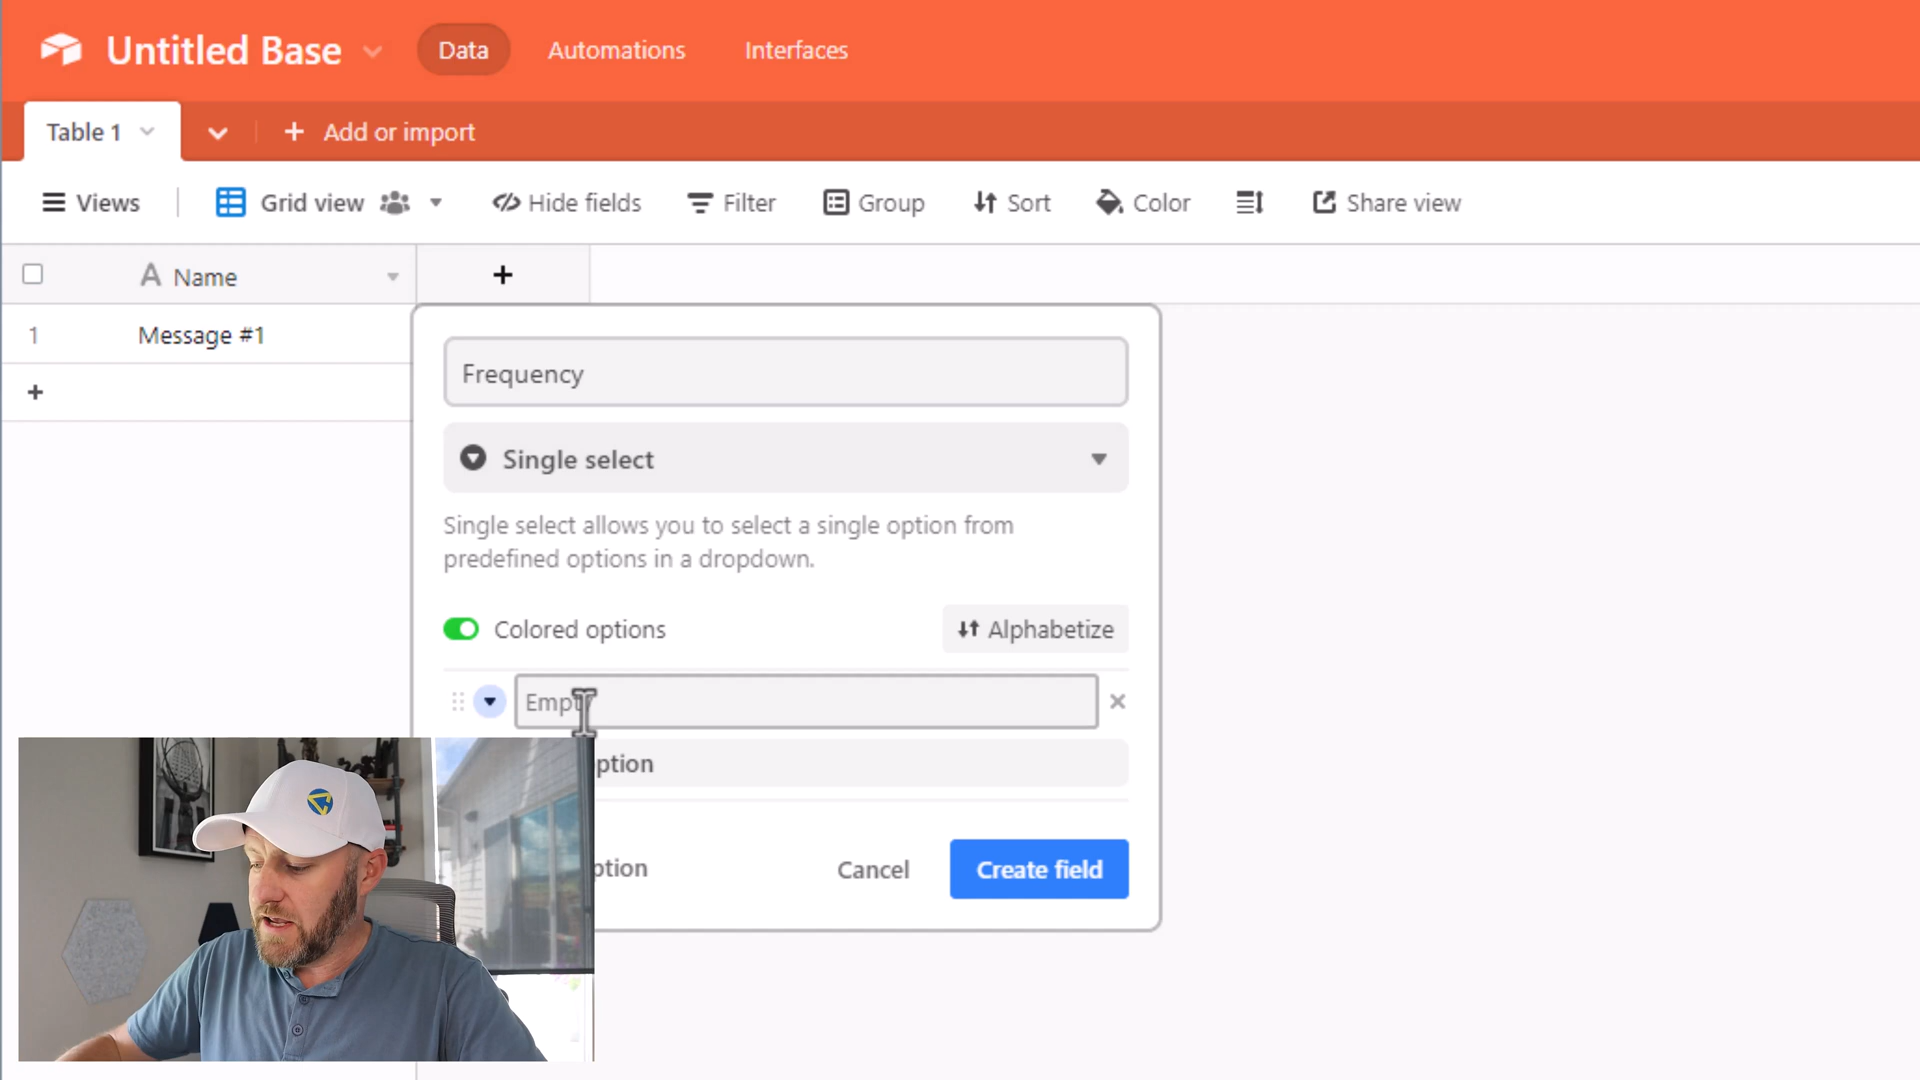 Untitled Base Data Automations Interfaces
Table 1 Add or import
Views Grid view Hide fields Filter Group Sort Color Share view
A Name
1 Message #1
Frequency
Single select
Single select allows you to select a single option from
predefined options in a dropdown.
Colored options Alphabetize
Empty
ption
ption Cancel Create field